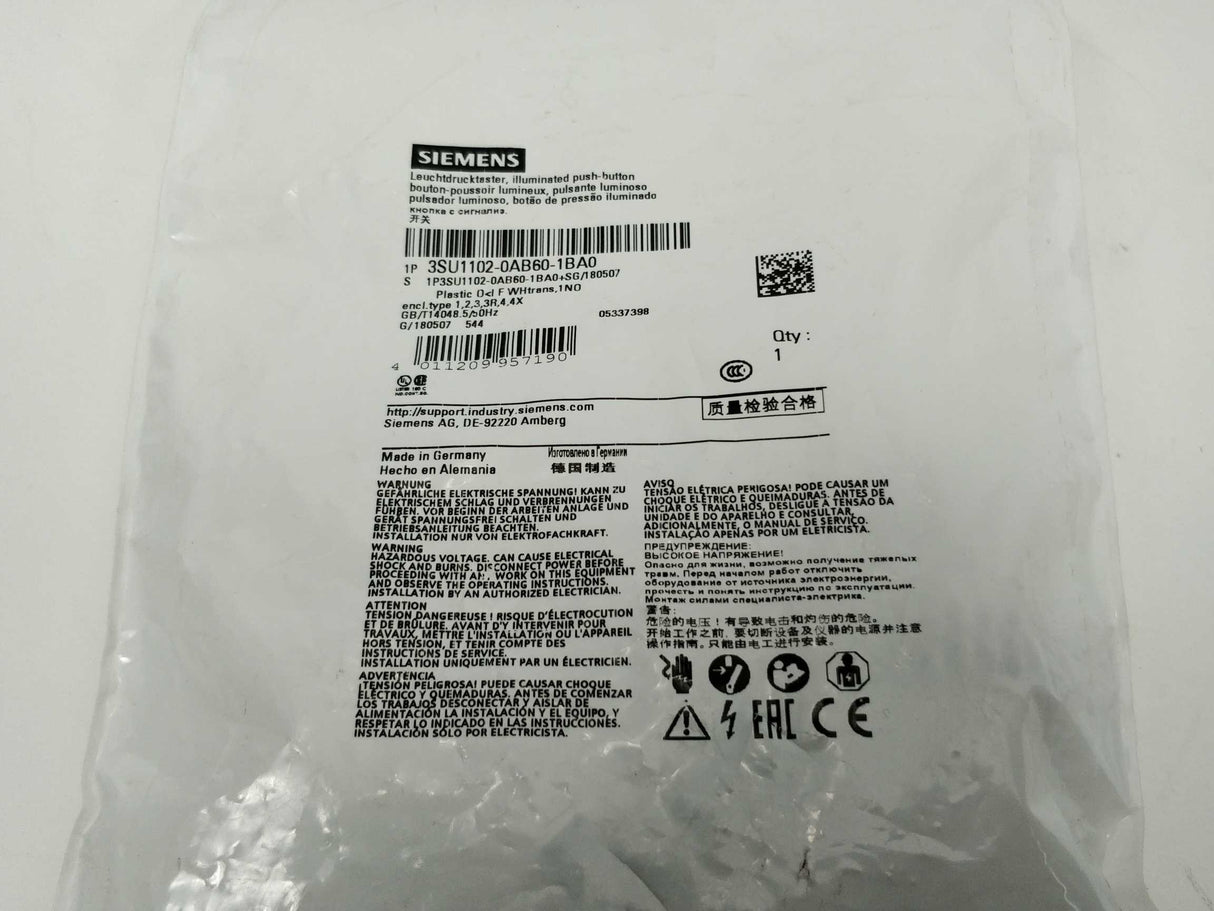 SIEMENS
Leuchtdrucktaster, illuminated push-button
bouton-poussoir lumineux, pulsante luminoso
pulsador luminoso, botão de pressão iluminado
кнопка с сигнализ.
开关
1P 3SU1102-0AB60-1BA0
S 1P3SU1102-0AB60-1BA0+SG/180507
Plastic WHtrans,1NO
encl.type 1,2,3,3R,4,4X
GB/T14048.5/50Hz 05337398
G/180507 544
Qty :
1
4 011209 957190
UL
LISTED
IND.CONT.EQ.
CCC
http://support.industry.siemens.com
Siemens AG, DE-92220 Amberg
质量检验合格
Made in Germany Изготовлено в Германии
Hecho en Alemania 德国制造
WARNUNG
GEFÄHRLICHE ELEKTRISCHE SPANNUNG! KANN ZU
ELEKTRISCHEM SCHLAG UND VERBRENNUNGEN
FÜHREN. VOR BEGINN DER ARBEITEN ANLAGE UND
GERÄT SPANNUNGSFREI SCHALTEN UND
BETRIEBSANLEITUNG BEACHTEN.
INSTALLATION NUR VON ELEKTROFACHKRAFT.
WARNING
HAZARDOUS VOLTAGE. CAN CAUSE ELECTRICAL
SHOCK AND BURNS. DISCONNECT POWER BEFORE
PROCEEDING WITH ANY WORK ON THIS EQUIPMENT
AND OBSERVE THE OPERATING INSTRUCTIONS.
INSTALLATION BY AN AUTHORIZED ELECTRICIAN.
ATTENTION
TENSION DANGEREUSE ! RISQUE D'ÉLECTROCUTION
ET DE BRÛLURE. AVANT D'Y INTERVENIR POUR
TRAVAUX, METTRE L'INSTALLATION OU L'APPAREIL
HORS TENSION, ET TENIR COMPTE DES
INSTRUCTIONS DE SERVICE.
INSTALLATION UNIQUEMENT PAR UN ÉLECTRICIEN.
ADVERTENCIA
¡TENSIÓN PELIGROSA! PUEDE CAUSAR CHOQUE
ELÉCTRICO Y QUEMADURAS. ANTES DE COMENZAR
LOS TRABAJOS DESCONECTAR Y AISLAR DE
ALIMENTACIÓN LA INSTALACIÓN Y EL EQUIPO, Y
RESPETAR LO INDICADO EN LAS INSTRUCCIONES.
INSTALACIÓN SÓLO POR ELECTRICISTA.
AVISO
TENSÃO ELÉTRICA PERIGOSA! PODE CAUSAR UM
CHOQUE ELÉTRICO E QUEIMADURAS. ANTES DE
INICIAR OS TRABALHOS, DESLIGUE A TENSÃO DA
UNIDADE E DO APARELHO E CONSULTAR,
ADICIONALMENTE, O MANUAL DE SERVIÇO.
INSTALAÇÃO APENAS POR UM ELETRICISTA.
ПРЕДУПРЕЖДЕНИЕ:
ВЫСОКОЕ НАПРЯЖЕНИЕ!
Опасно для жизни, возможно получение тяжелых
травм. Перед началом работ отключить
оборудование от источника электроэнергии,
прочесть и понять инструкцию по эксплуатации.
Монтаж силами специалиста-электрика.
警告:
危险的电压！有导致电击和灼伤的危险。
开始工作之前, 要切断设备及仪器的电源并注意
操作指南。只能由电工进行安装。
EAC CE